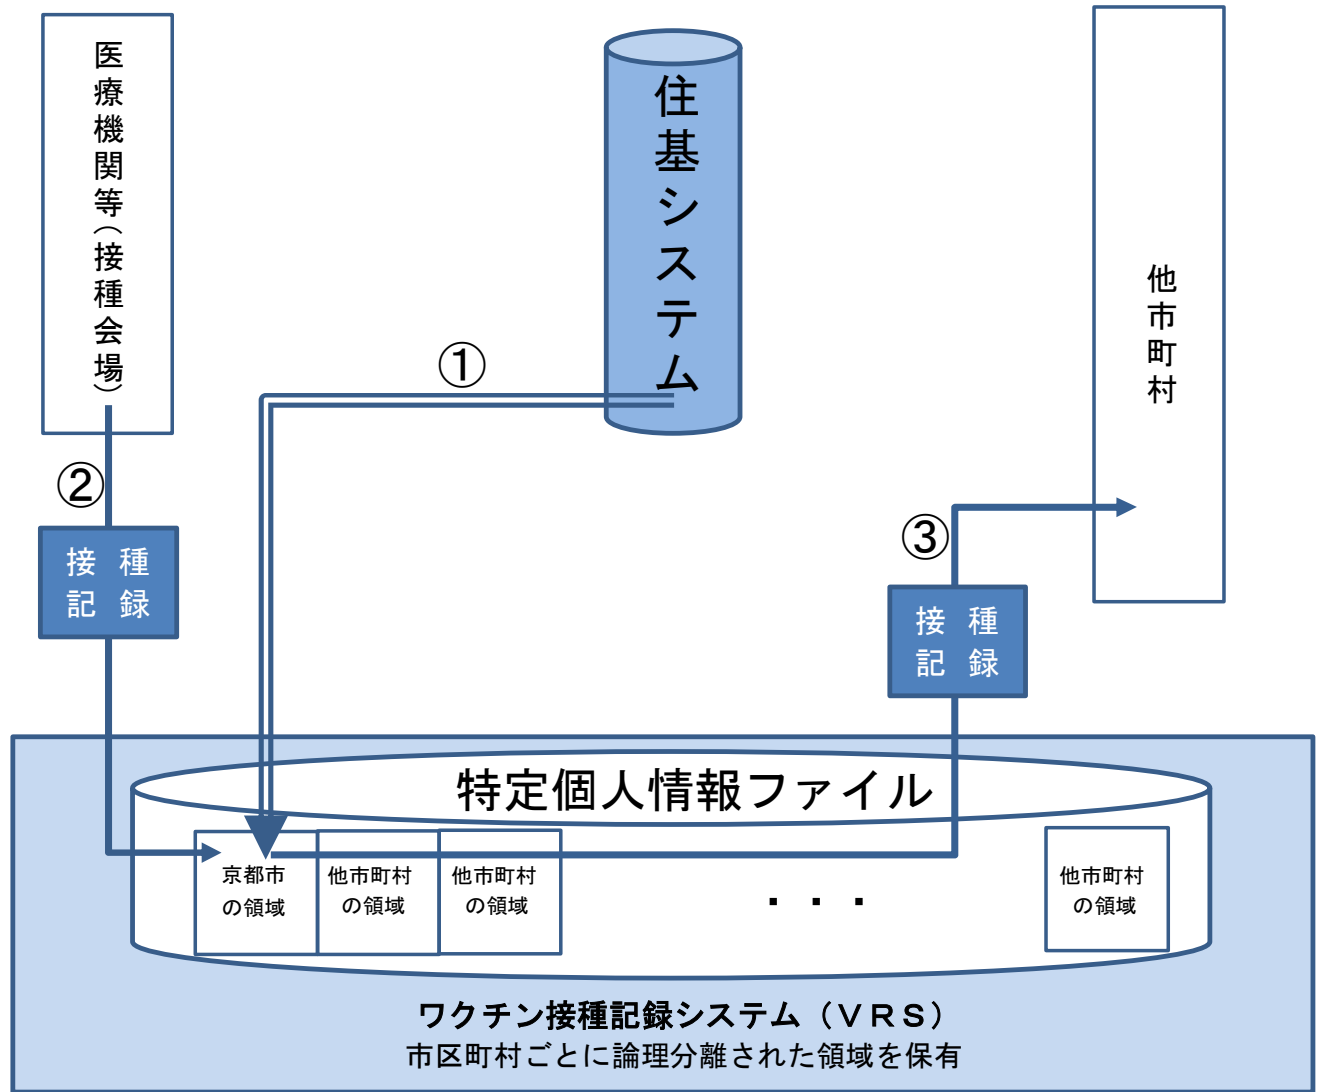 医療機関等（接種会場）
住基システム
他市町村
①
②
接種
記録
③
接種
記録
特定個人情報ファイル
京都市
の領域
他市町村
の領域
他市町村
の領域
・・・
他市町村
の領域
ワクチン接種記録システム（ＶＲＳ）
市区町村ごとに論理分離された領域を保有